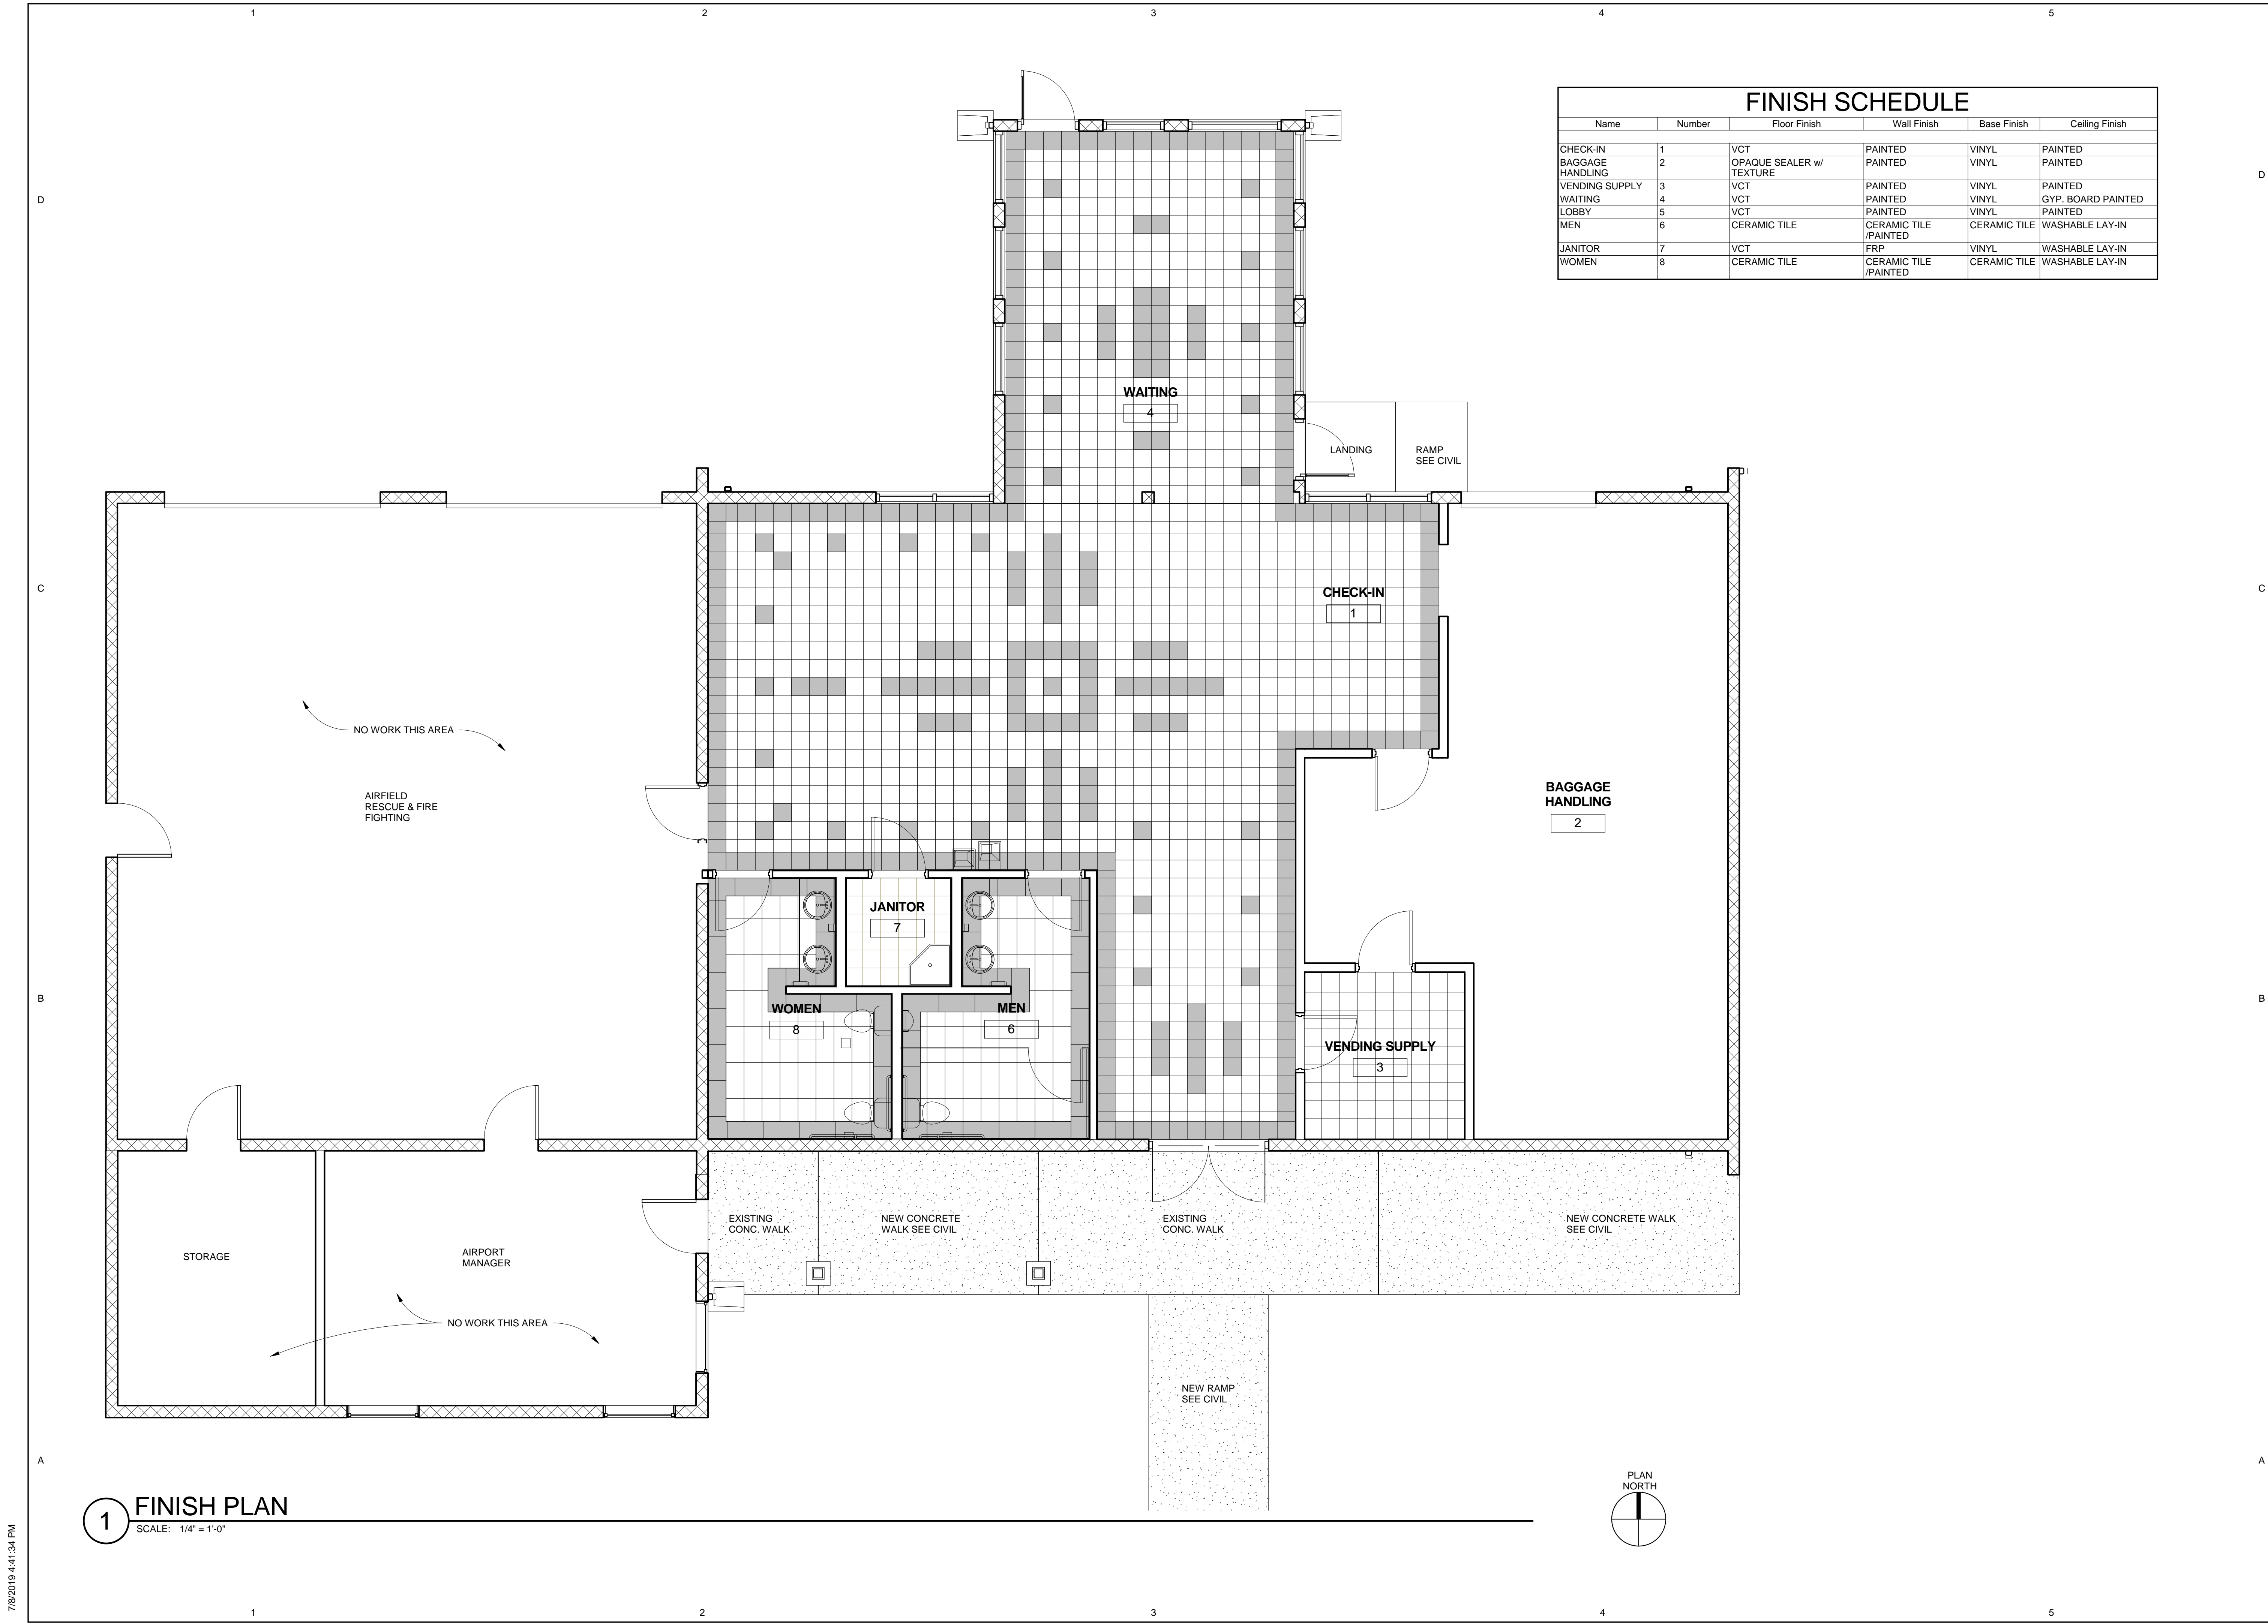 1 2 3 4 5
FINISH SCHEDULE
Name Number Floor Finish Wall Finish Base Finish Ceiling Finish
CHECK-IN 1 VCT PAINTED VINYL PAINTED
BAGGAGE HANDLING 2 OPAQUE SEALER w/ TEXTURE PAINTED VINYL PAINTED
VENDING SUPPLY 3 VCT PAINTED VINYL PAINTED
WAITING 4 VCT PAINTED VINYL GYP. BOARD PAINTED
LOBBY 5 VCT PAINTED VINYL PAINTED
MEN 6 CERAMIC TILE CERAMIC TILE /PAINTED CERAMIC TILE WASHABLE LAY-IN
JANITOR 7 VCT FRP VINYL WASHABLE LAY-IN
WOMEN 8 CERAMIC TILE CERAMIC TILE /PAINTED CERAMIC TILE WASHABLE LAY-IN
D D
WAITING
4
LANDING
RAMP
SEE CIVIL
C C
CHECK-IN
1
NO WORK THIS AREA
AIRFIELD
RESCUE & FIRE
FIGHTING
BAGGAGE
HANDLING
2
JANITOR
7
B B
WOMEN
8
MEN
6
VENDING SUPPLY
3
EXISTING
CONC. WALK
NEW CONCRETE
WALK SEE CIVIL
EXISTING
CONC. WALK
NEW CONCRETE WALK
SEE CIVIL
STORAGE
AIRPORT
MANAGER
NO WORK THIS AREA
NEW RAMP
SEE CIVIL
A A
PLAN
NORTH
1
FINISH PLAN
SCALE: 1/4" = 1'-0"
7/8/2019 4:41:34 PM
1 2 3 4 5